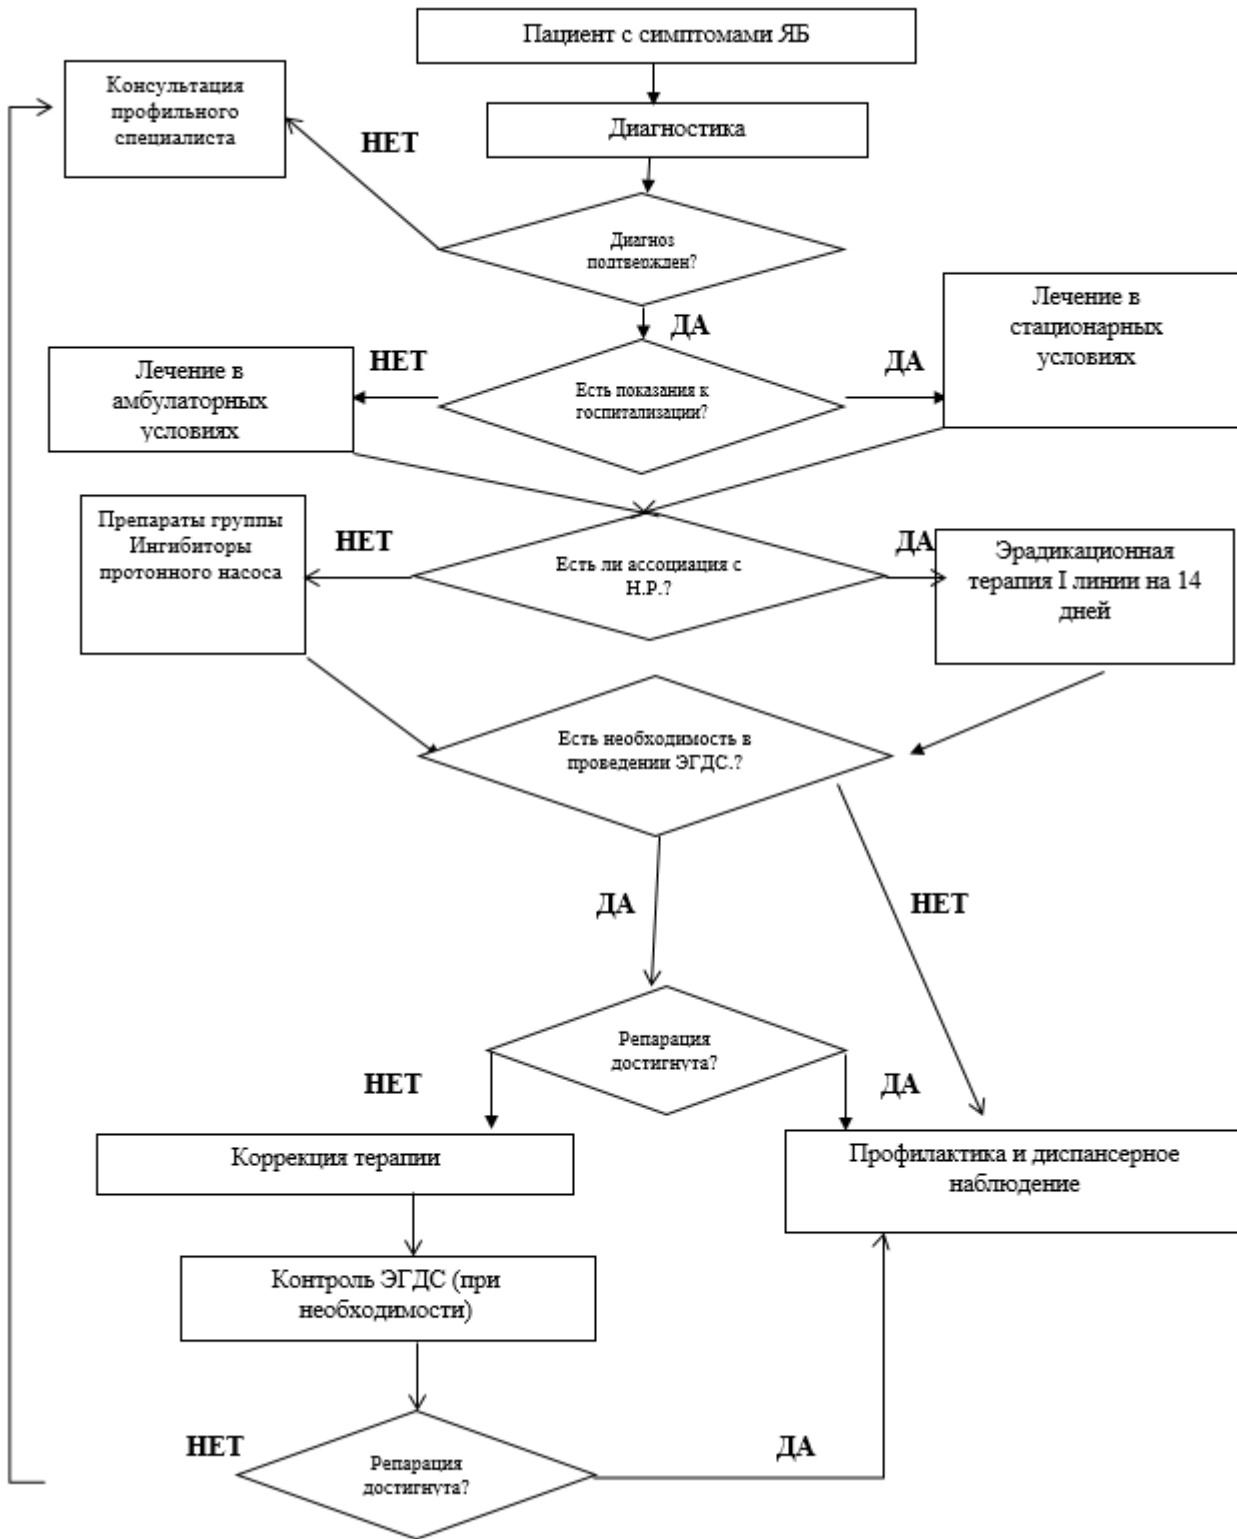 Пациент с симптомами ЯБ
Консультация
профильного
специалиста
Диагностика
НЕТ
Диагноз
подтвержден?
ДА
Лечение в
стационарных
условиях
НЕТ
ДА
Лечение в
амбулаторных
условиях
Есть показания к
госпитализации?
Препараты группы
Ингибиторы
протонного насоса
НЕТ
ДА
Есть ли ассоциация с
Н.Р.?
Эрадикационная
терапия I линии на 14
дней
Есть необходимость в
проведении ЭГДС.?
ДА
НЕТ
Репарация
достигнута?
НЕТ
ДА
Коррекция терапии
Профилактика и диспансерное
наблюдение
Контроль ЭГДС (при
необходимости)
НЕТ
ДА
Репарация
достигнута?